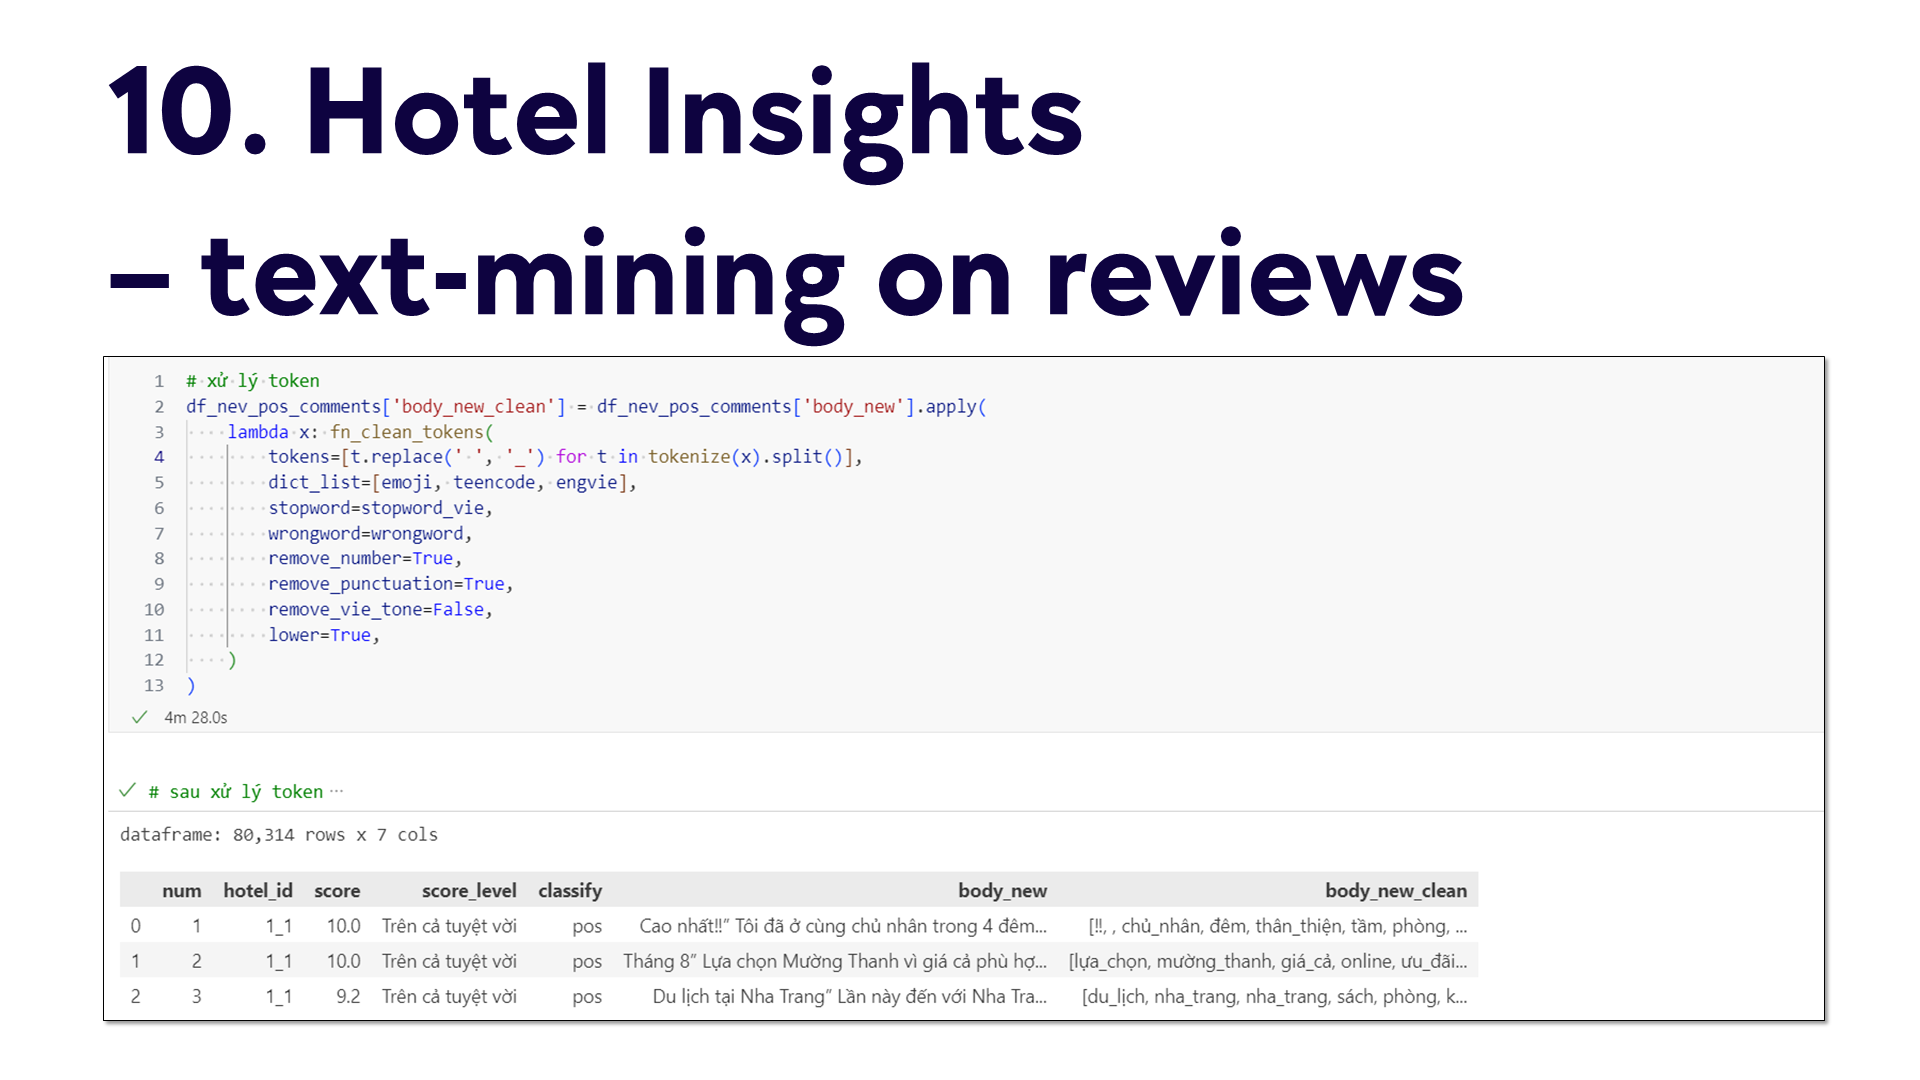 10. Hotel Insights
– text-mining on reviews
1 # xử lý token
2 df_nev_pos_comments['body_new_clean'] = df_nev_pos_comments['body_new'].apply(
3 lambda x: fn_clean_tokens(
4 tokens=[t.replace(' ', '_') for t in tokenize(x).split()],
5 dict_list=[emoji, teencode, engvie],
6 stopword=stopword_vie,
7 wrongword=wrongword,
8 remove_number=True,
9 remove_punctuation=True,
10 remove_vie_tone=False,
11 lower=True,
12 )
13 )
✓ 4m 28.0s
✓ # sau xử lý token ···
dataframe: 80,314 rows x 7 cols
num hotel_id score score_level classify body_new body_new_clean
0 1 1_1 10.0 Trên cả tuyệt vời pos Cao nhất!!” Tôi đã ở cùng chủ nhân trong 4 đêm... [!!, , chủ_nhân, đêm, thân_thiện, tầm, phòng, ...
1 2 1_1 10.0 Trên cả tuyệt vời pos Tháng 8” Lựa chọn Mường Thanh vì giá cả phù hợ... [lựa_chọn, mường_thanh, giá_cả, online, ưu_đãi...
2 3 1_1 9.2 Trên cả tuyệt vời pos Du lịch tại Nha Trang” Lần này đến với Nha Tra... [du_lịch, nha_trang, nha_trang, sách, phòng, k...